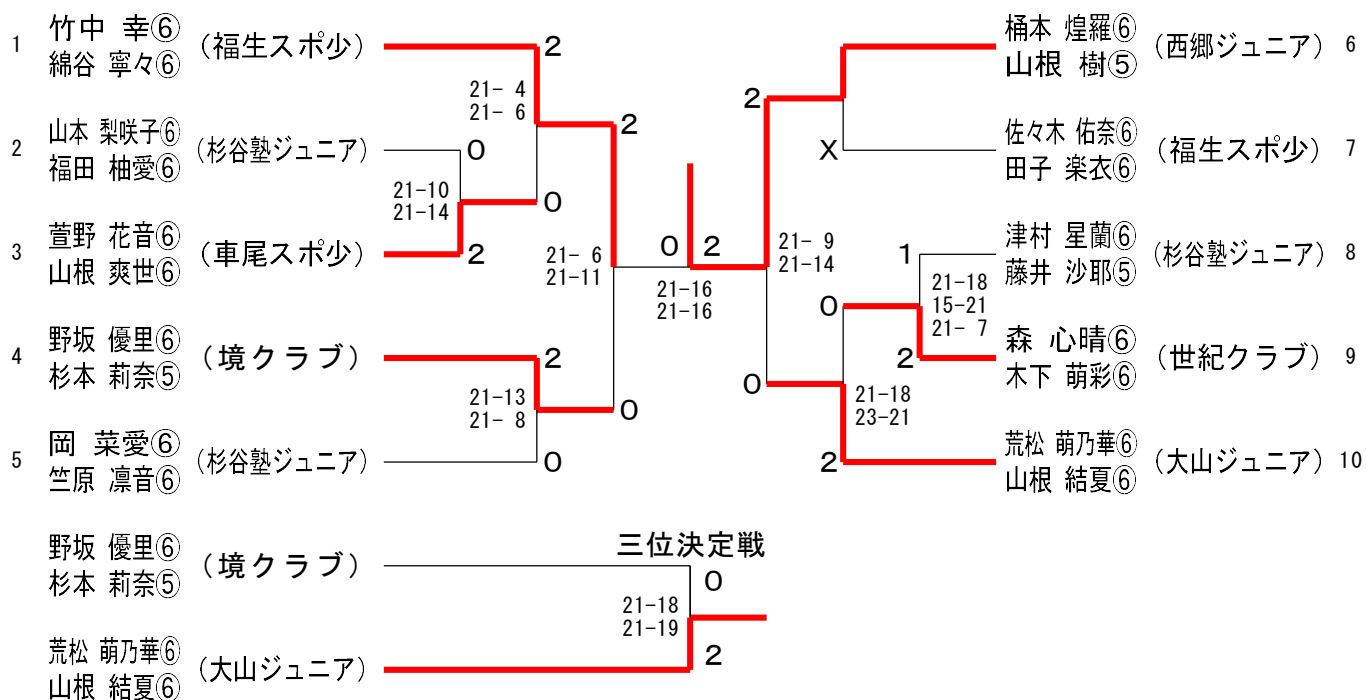 1 竹中 幸⑥ (福生スポ少)
綿谷 寧々⑥
2
21- 4
21- 6
2
2 山本 梨咲子⑥ (杉谷塾ジュニア)
福田 柚愛⑥
0
21-10
21-14
0
3 萱野 花音⑥ (車尾スポ少)
山根 爽世⑥
2
21- 6
21-11
4 野坂 優里⑥ (境クラブ)
杉本 莉奈⑤
2
21-13
21- 8
0
5 岡 菜愛⑥ (杉谷塾ジュニア)
竺原 凛音⑥
0
0 2
21-16
21-16
桶本 煌羅⑥ (西郷ジュニア) 6
山根 樹⑤
2
X
佐々木 佑奈⑥ (福生スポ少) 7
田子 楽衣⑥
21- 9
21-14
津村 星蘭⑥ (杉谷塾ジュニア) 8
藤井 沙耶⑤
1
21-18
15-21
21- 7
0
森 心晴⑥ (世紀クラブ) 9
木下 萌彩⑥
2
0
21-18
23-21
荒松 萌乃華⑥ (大山ジュニア) 10
山根 結夏⑥
2
三位決定戦
野坂 優里⑥ (境クラブ)
杉本 莉奈⑤
0
21-18
21-19
荒松 萌乃華⑥ (大山ジュニア)
山根 結夏⑥
2